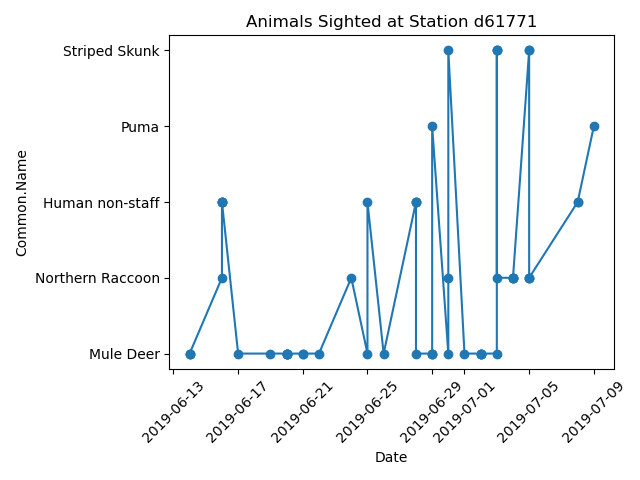 Animals Sighted at Station d61771
Common.Name
Striped Skunk
Puma
Human non-staff
Northern Raccoon
Mule Deer
2019-06-13
2019-06-17
2019-06-21
2019-06-25
2019-06-29
2019-07-01
2019-07-05
2019-07-09
Date